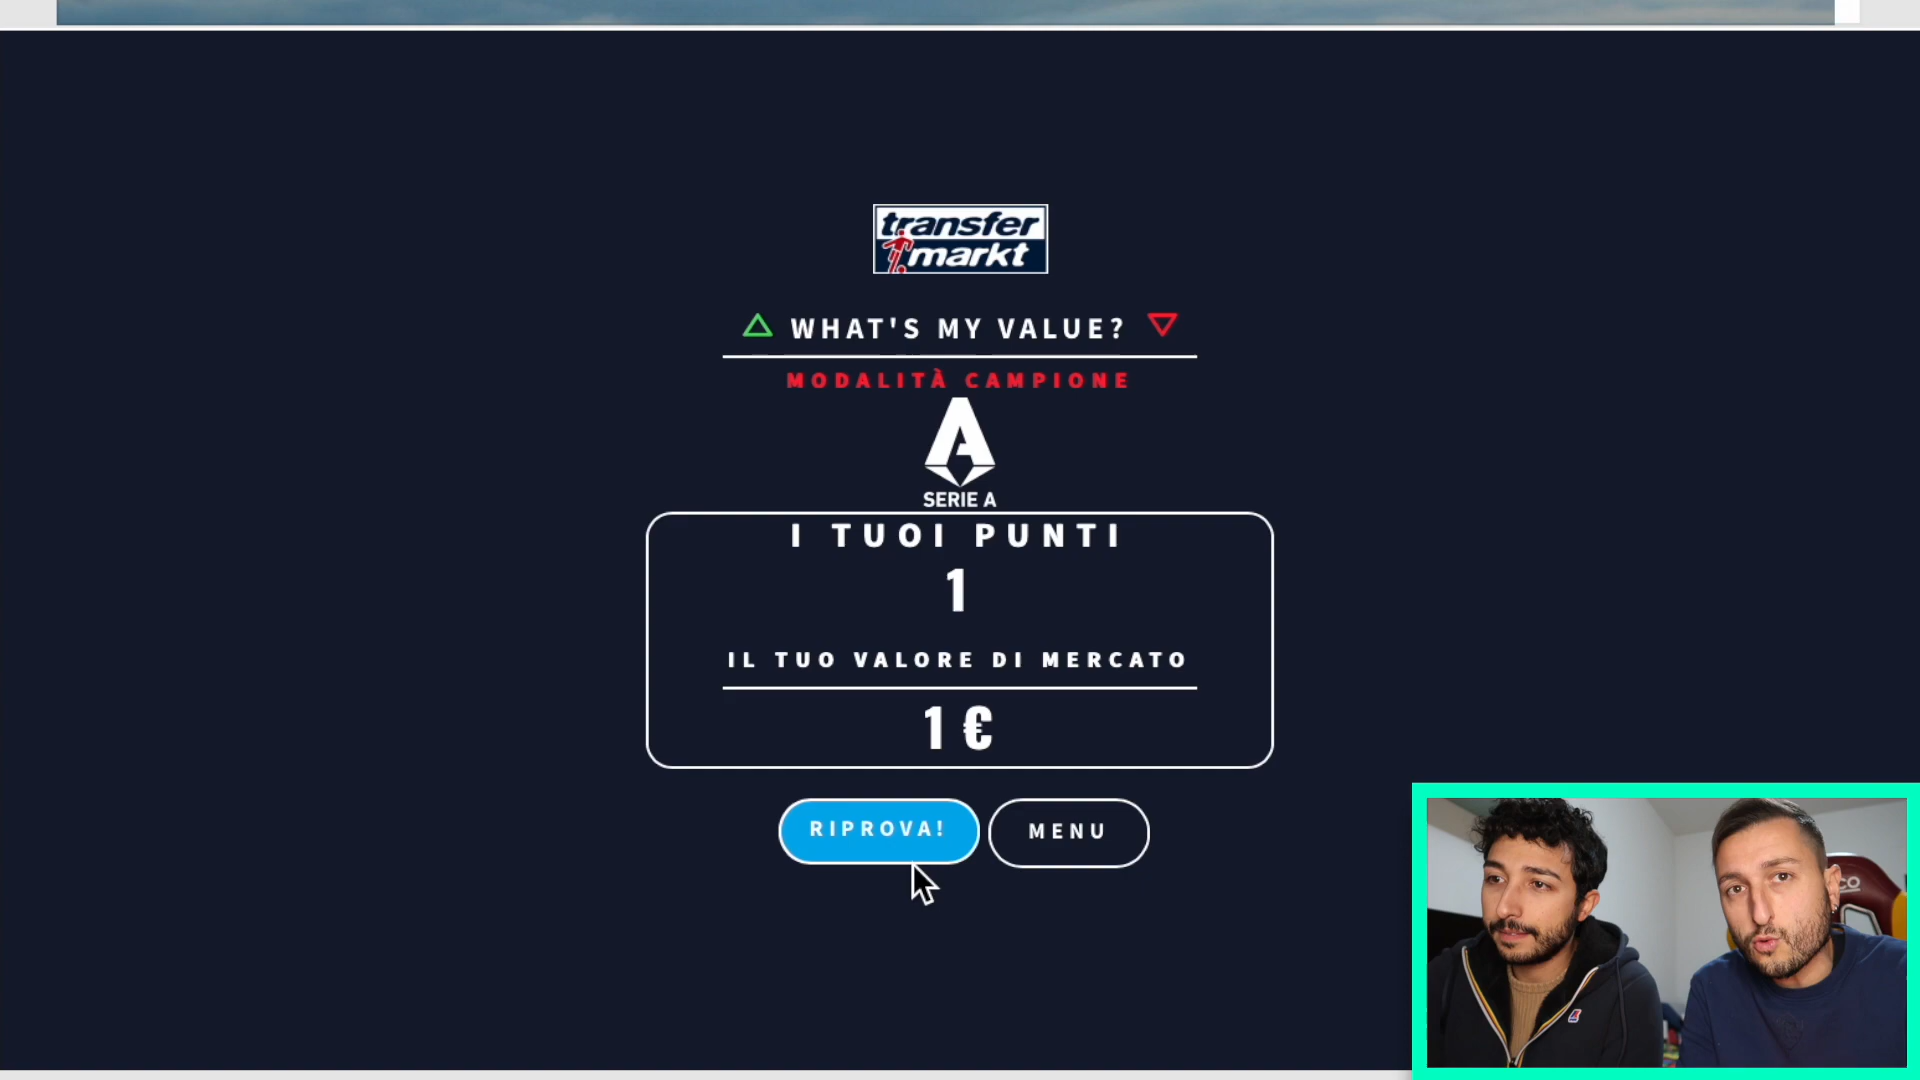 transfer
markt
WHAT'S MY VALUE?
MODALITÀ CAMPIONE
SERIE A
I TUOI PUNTI
1
IL TUO VALORE DI MERCATO
1 €
RIPROVA!
MENU
CO